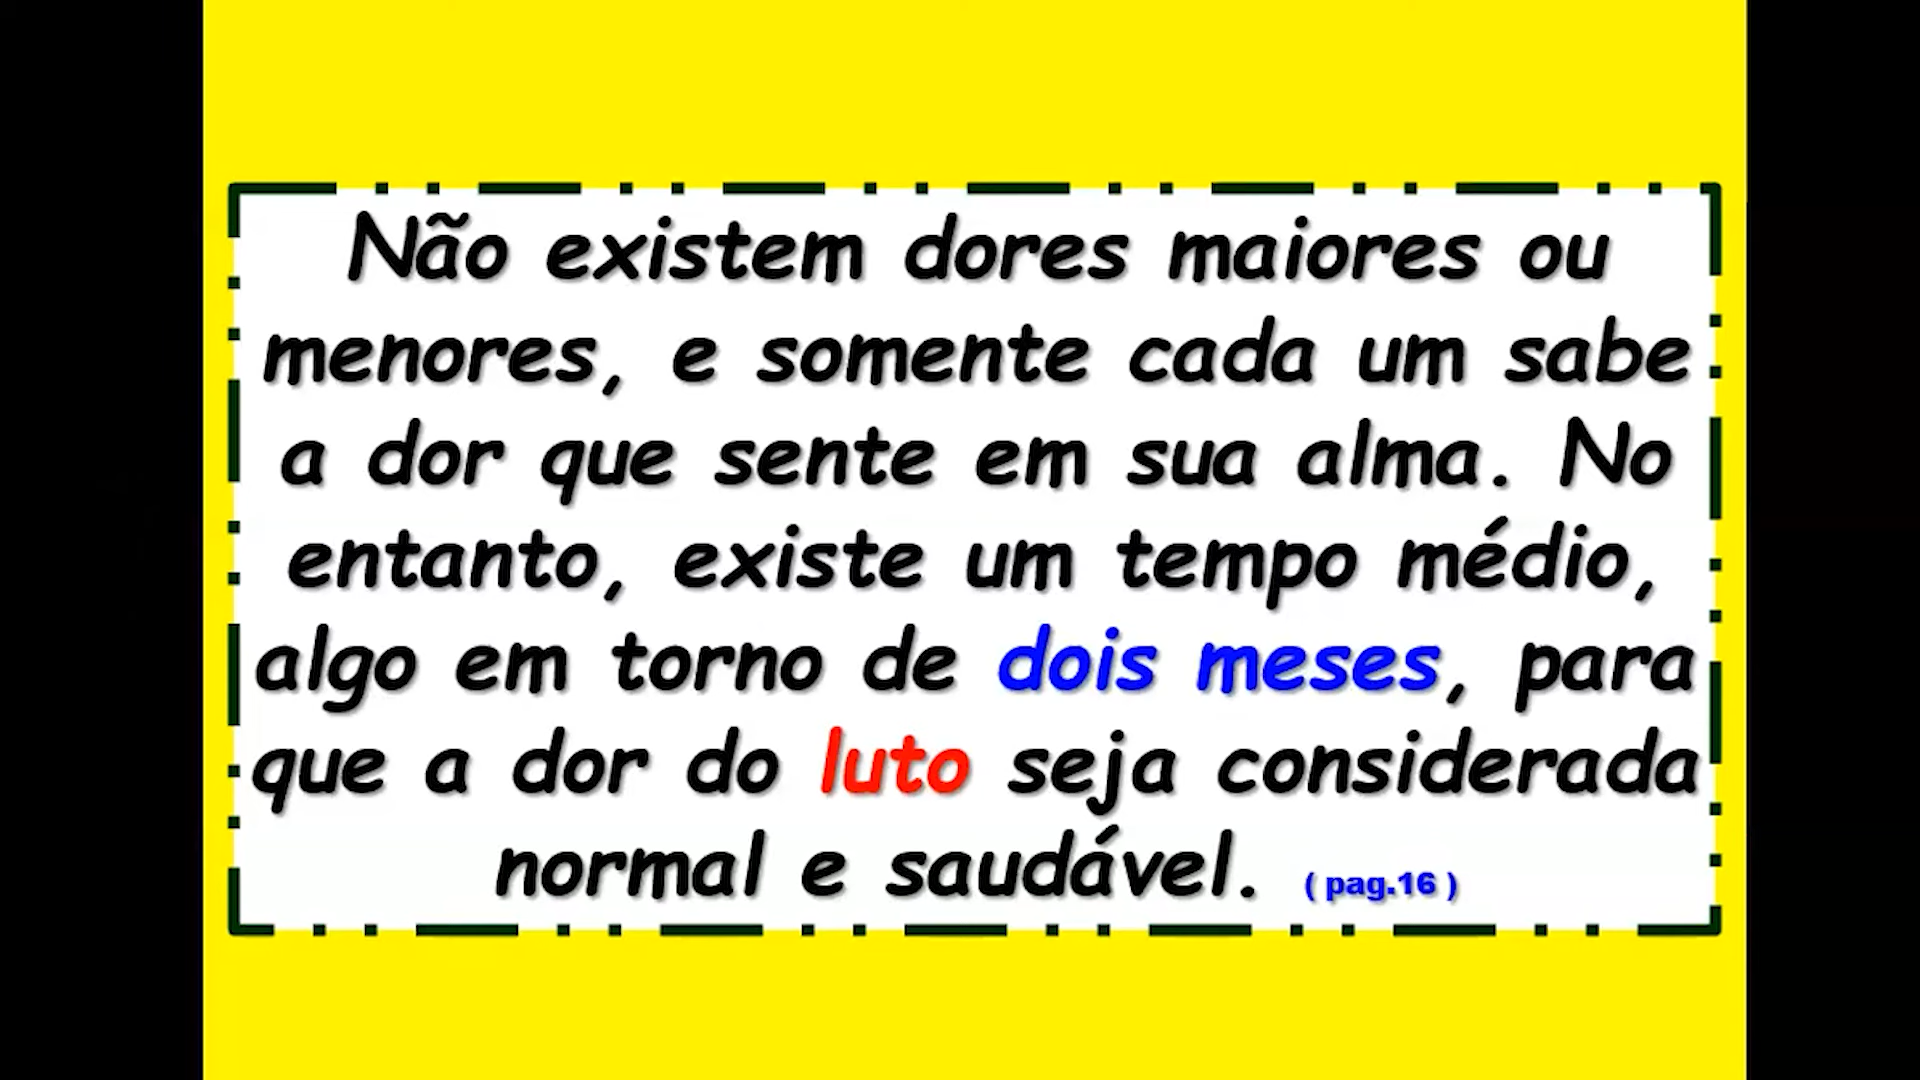 Não existem dores maiores ou
menores, e somente cada um sabe
a dor que sente em sua alma. No
entanto, existe um tempo médio,
algo em torno de dois meses, para
que a dor do luto seja considerada
normal e saudável. ( pag.16 )